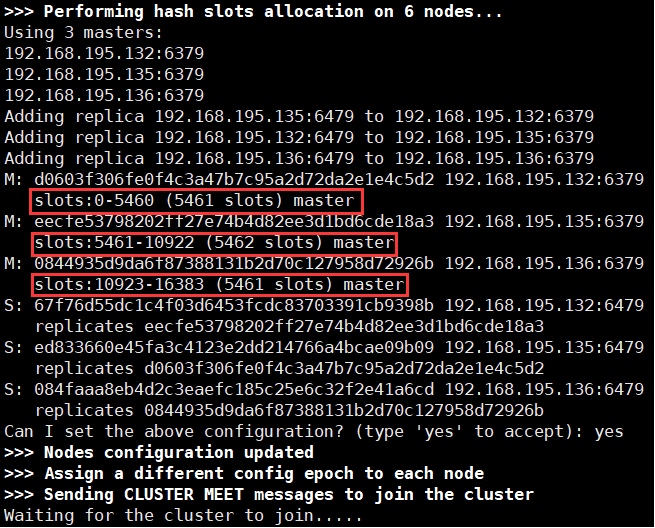 >>> Performing hash slots allocation on 6 nodes...
Using 3 masters:
192.168.195.132:6379
192.168.195.135:6379
192.168.195.136:6379
Adding replica 192.168.195.135:6479 to 192.168.195.132:6379
Adding replica 192.168.195.132:6479 to 192.168.195.135:6379
Adding replica 192.168.195.136:6479 to 192.168.195.136:6379
M: d0603f306fe0f4c3a47b7c95a2d72da2e1e4c5d2 192.168.195.132:6379
slots:0-5460 (5461 slots) master
M: eecfe53798202ff27e74b4d82ee3d1bd6cde18a3 192.168.195.135:6379
slots:5461-10922 (5462 slots) master
M: 0844935d9da6f87388131b2d70c127958d72926b 192.168.195.136:6379
slots:10923-16383 (5461 slots) master
S: 67f76d55dc1c4f03d6453fcdc83703391cb9398b 192.168.195.132:6479
replicates eecfe53798202ff27e74b4d82ee3d1bd6cde18a3
S: ed833660e45fa3c4123e2dd214766a4bcae09b09 192.168.195.135:6479
replicates d0603f306fe0f4c3a47b7c95a2d72da2e1e4c5d2
S: 084faaa8eb4d2c3eaefc185c25e6c32f2e41a6cd 192.168.195.136:6479
replicates 0844935d9da6f87388131b2d70c127958d72926b
Can I set the above configuration? (type 'yes' to accept): yes
>>> Nodes configuration updated
>>> Assign a different config epoch to each node
>>> Sending CLUSTER MEET messages to join the cluster
Waiting for the cluster to join.....